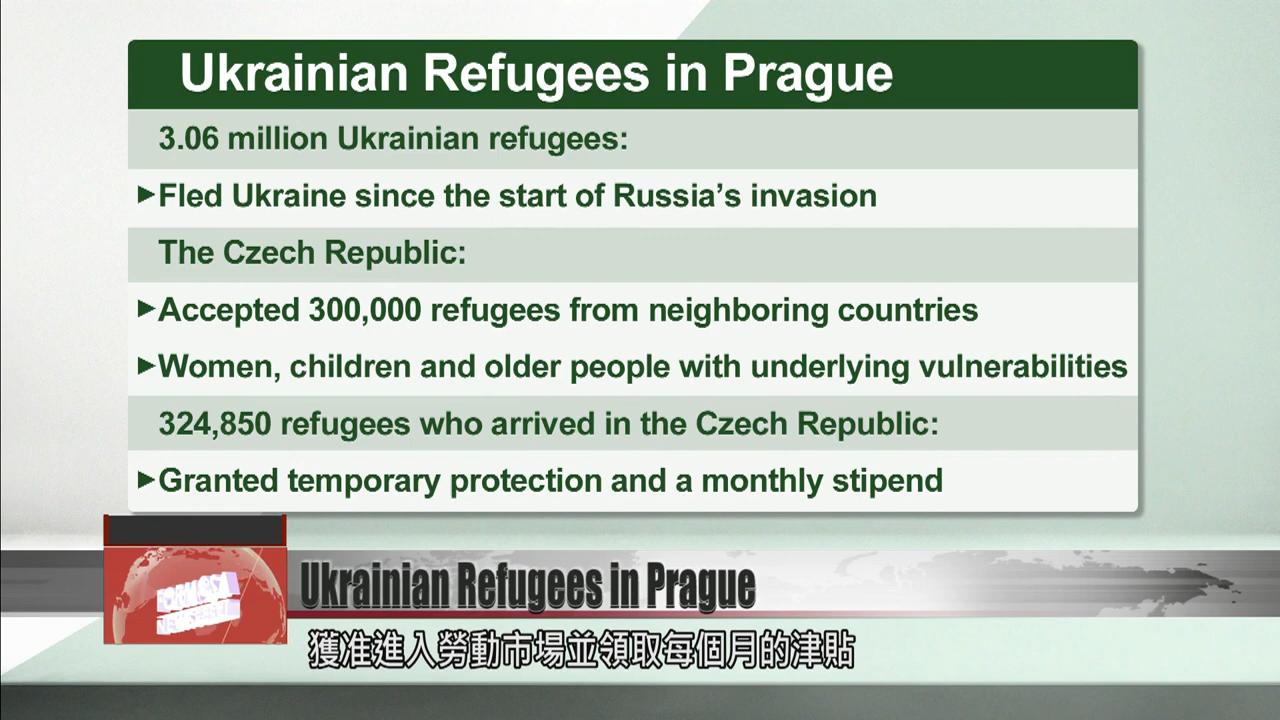 Ukrainian Refugees in Prague
3.06 million Ukrainian refugees:
▶Fled Ukraine since the start of Russia’s invasion
The Czech Republic:
▶Accepted 300,000 refugees from neighboring countries
▶Women, children and older people with underlying vulnerabilities
324,850 refugees who arrived in the Czech Republic:
▶Granted temporary protection and a monthly stipend
Ukrainian Refugees in Prague
獲准進入勞動市場並領取每個月的津貼